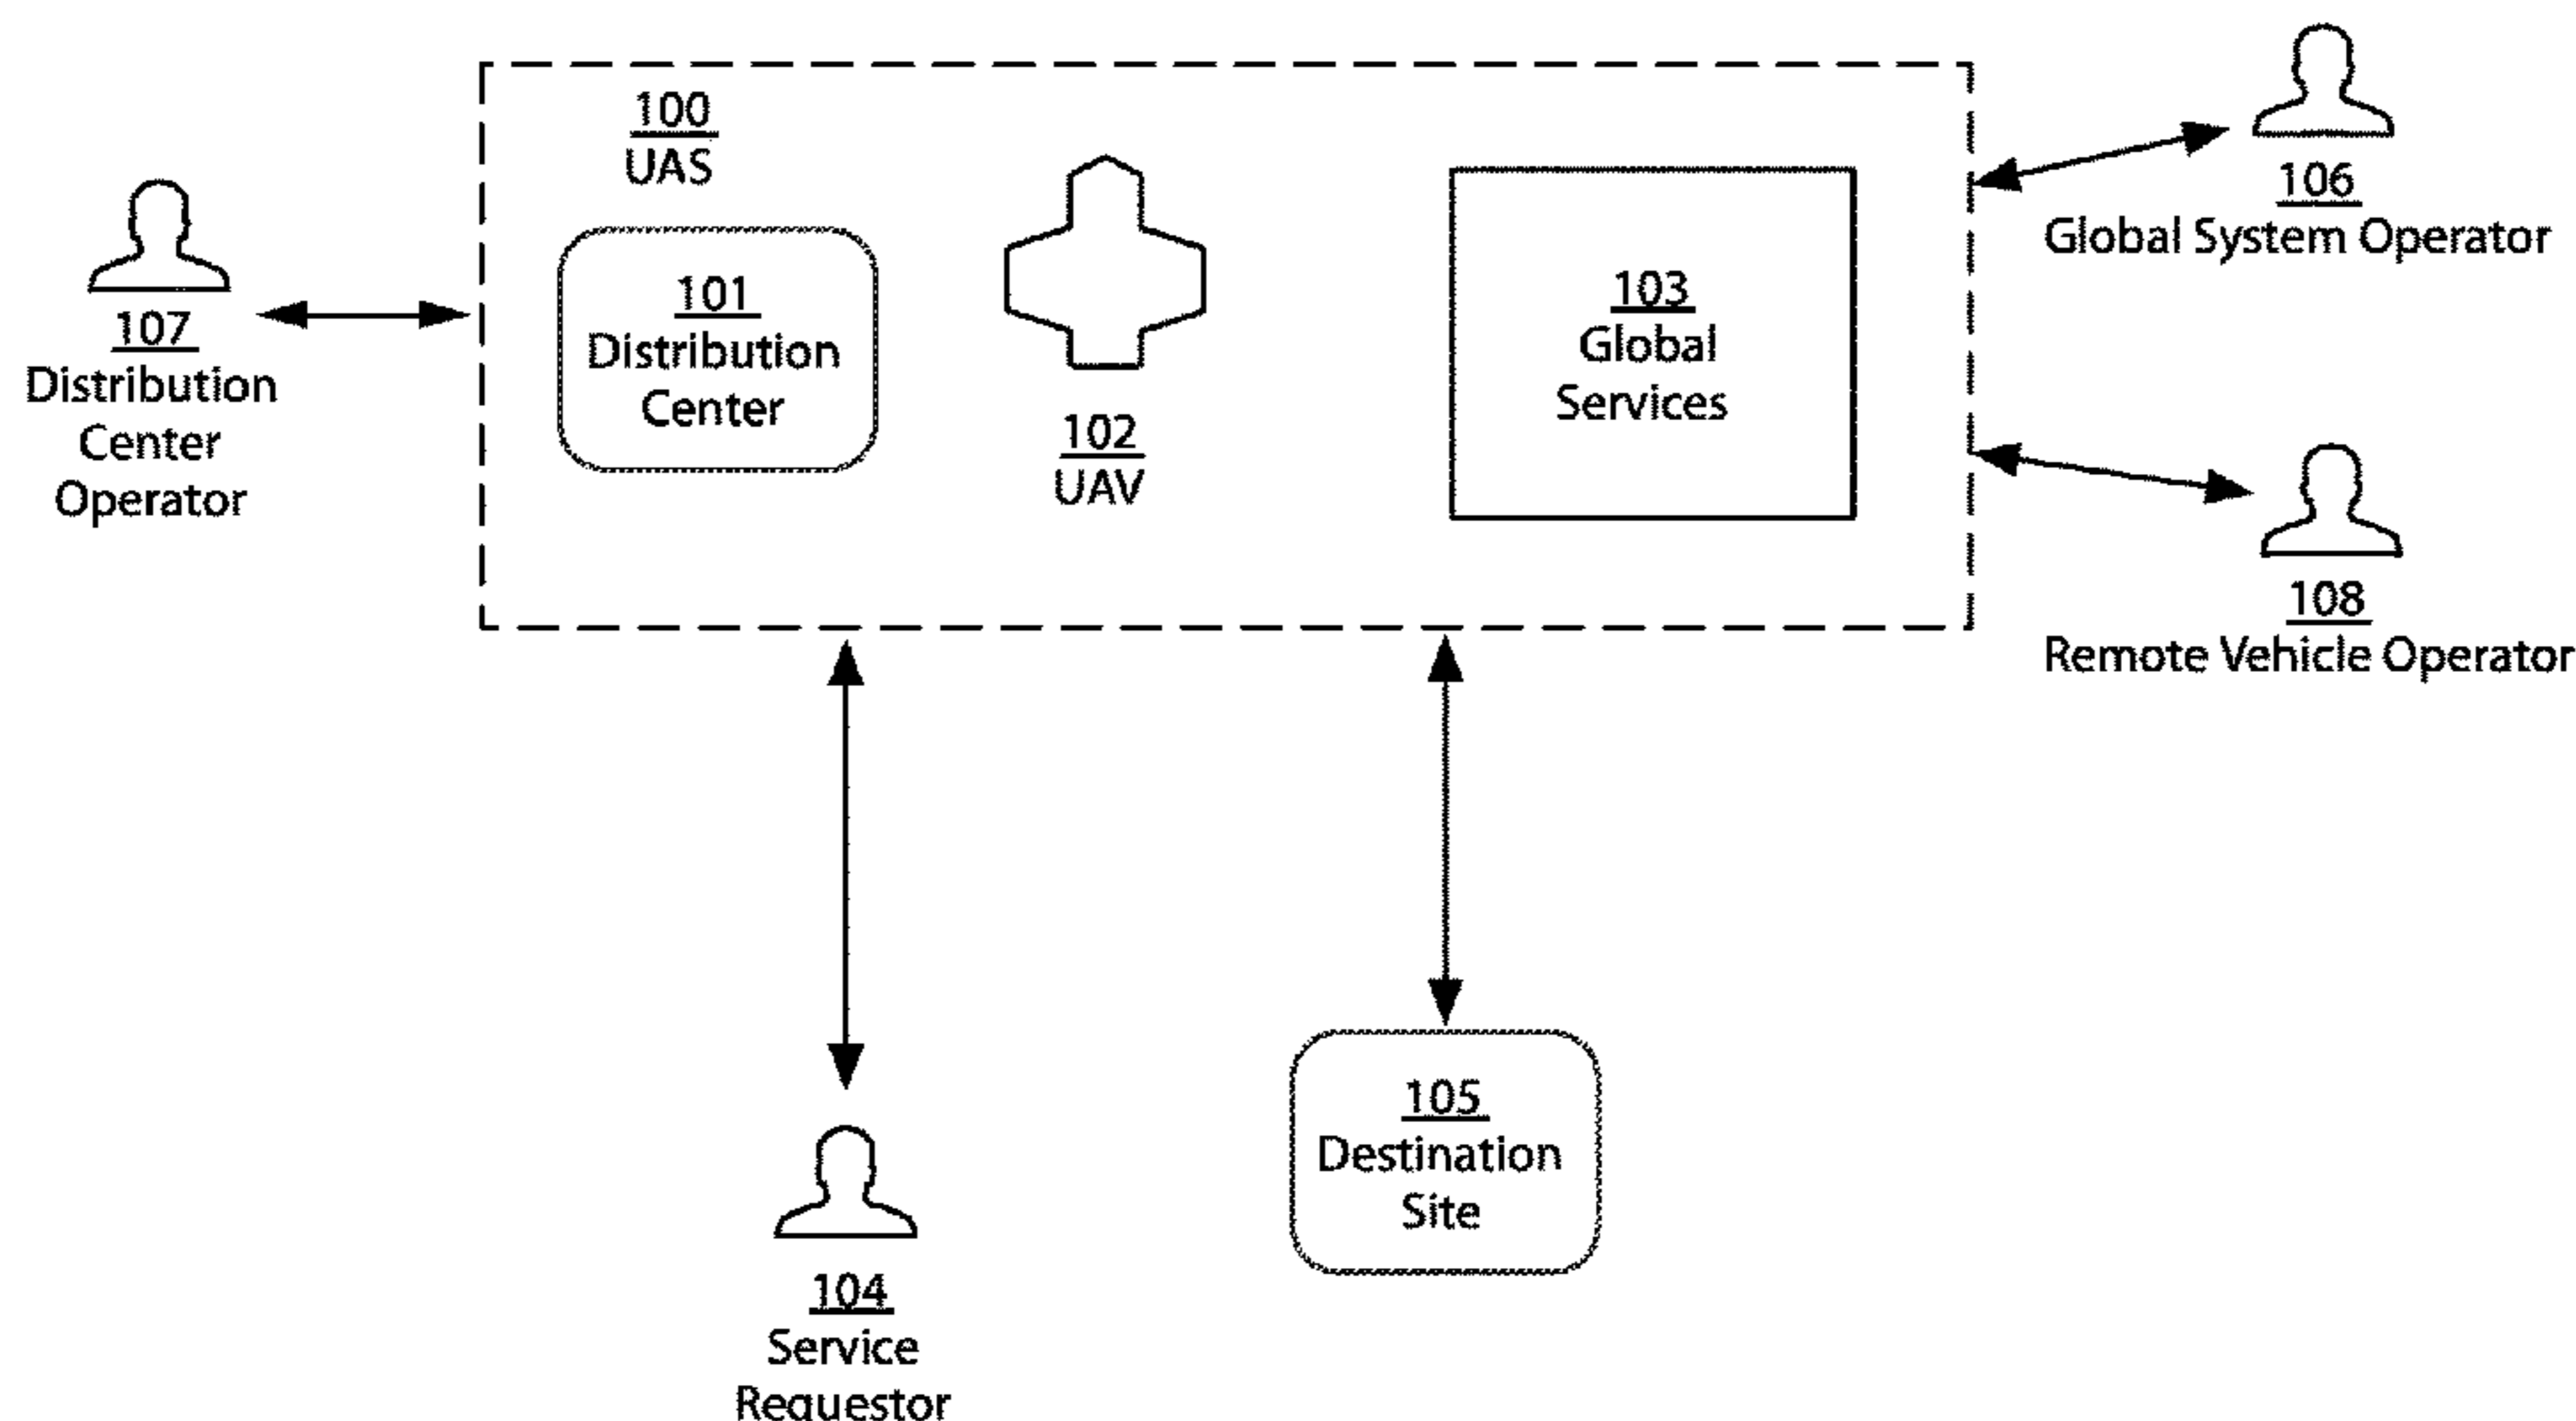 100
UAS
101
Distribution
Center
102
UAV
103
Global
Services
106
Global System Operator
107
Distribution
Center
Operator
108
Remote Vehicle Operator
104
Service
Requestor
105
Destination
Site